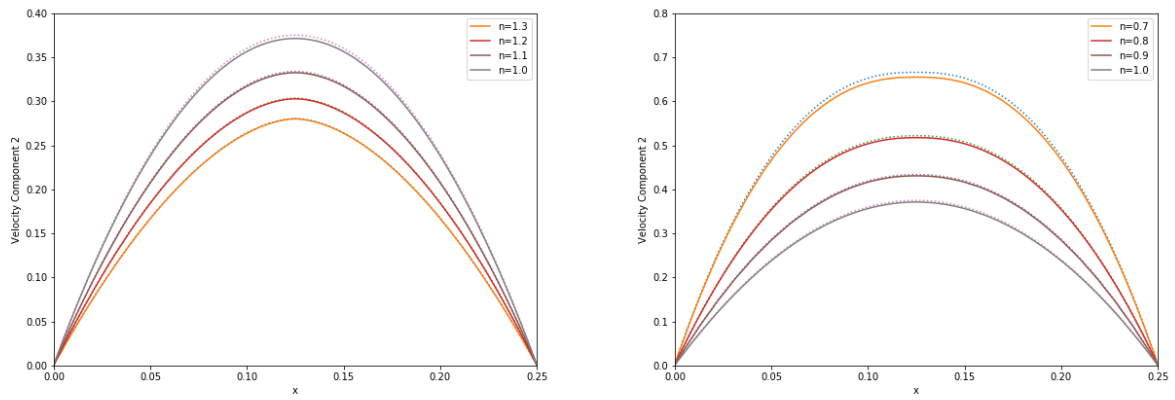 0.40
0.35
0.30
0.25
0.20
0.15
0.10
0.05
0.00
Velocity Component 2
0.00 0.05 0.10 0.15 0.20 0.25
x
n=1.3
n=1.2
n=1.1
n=1.0
0.8
0.7
0.6
0.5
0.4
0.3
0.2
0.1
0.0
Velocity Component 2
0.00 0.05 0.10 0.15 0.20 0.25
x
n=0.7
n=0.8
n=0.9
n=1.0